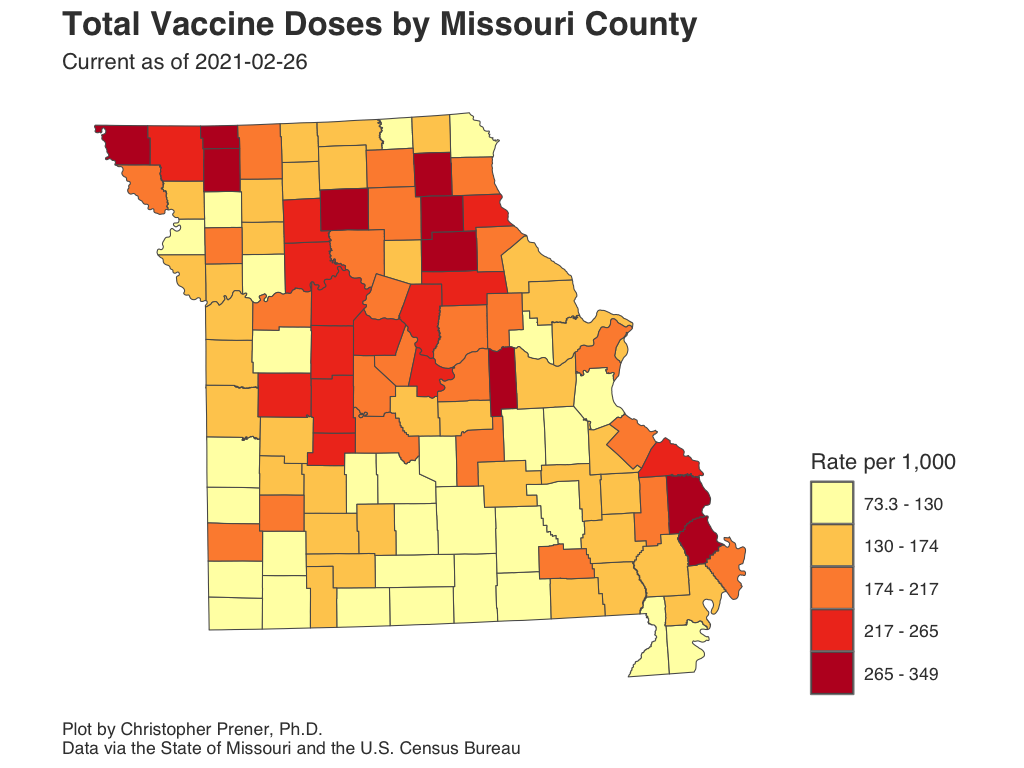 Total Vaccine Doses by Missouri County
Current as of 2021-02-26
Rate per 1,000
73.3 - 130
130 - 174
174 - 217
217 - 265
265 - 349
Plot by Christopher Prener, Ph.D.
Data via the State of Missouri and the U.S. Census Bureau